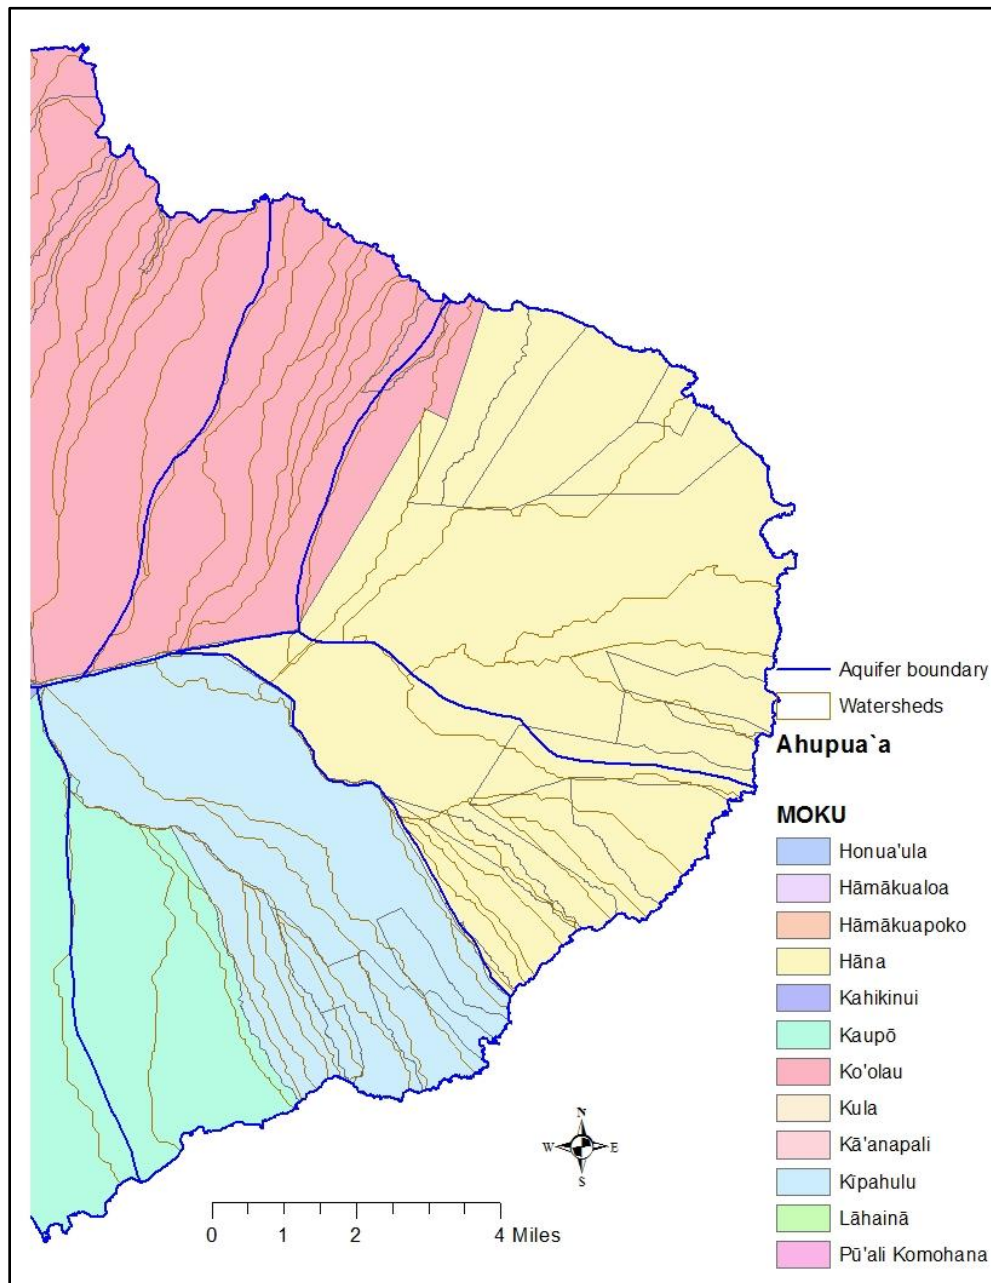 Aquifer boundary
Watersheds
Ahupua`a
MOKU
Honua'ula
Hāmākualoa
Hāmākuapoko
Hāna
Kahikinui
Kaupō
Ko'olau
Kula
Kā'anapali
Kīpahulu
Lāhainā
Pū'ali Komohana
N
W E
S
0 1 2 4 Miles